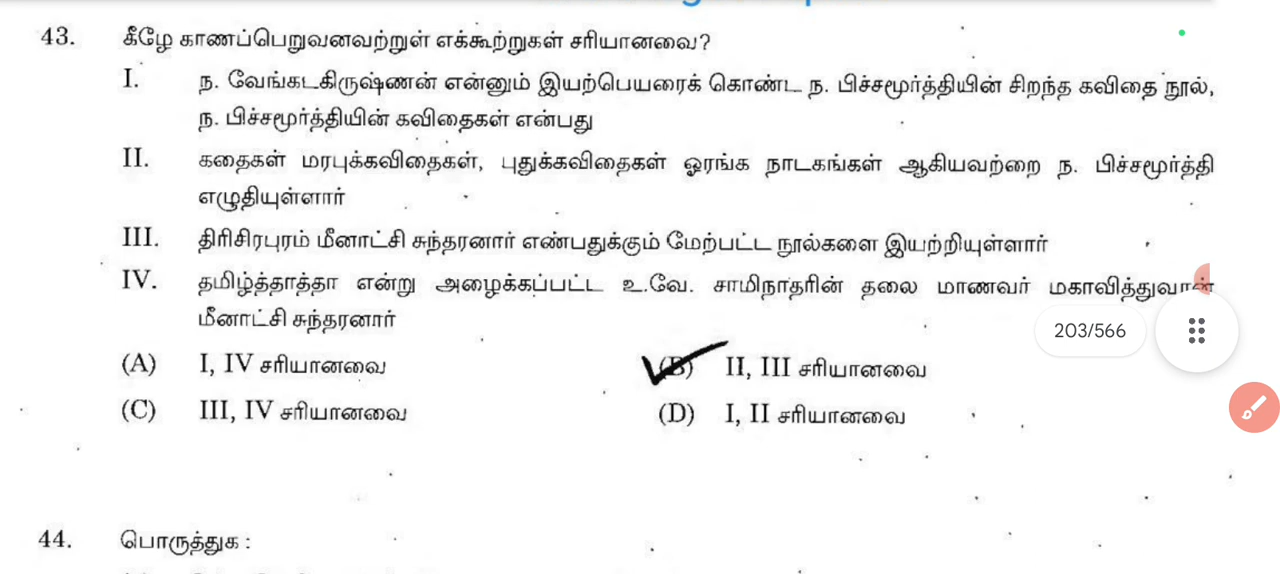 43. கீழே காணப்பெறுவனவற்றுள் எக்கூற்றுகள் சரியானவை?
I. ந. வேங்கடகிருஷ்ணன் என்னும் இயற்பெயரைக் கொண்ட ந. பிச்சமூர்த்தியின் சிறந்த கவிதை நூல்,
ந. பிச்சமூர்த்தியின் கவிதைகள் என்பது
II. கதைகள் மரபுக்கவிதைகள், புதுக்கவிதைகள் ஓரங்க நாடகங்கள் ஆகியவற்றை ந. பிச்சமூர்த்தி
எழுதியுள்ளார்
III. திரிசிரபுரம் மீனாட்சி சுந்தரனார் எண்பதுக்கும் மேற்பட்ட நூல்களை இயற்றியுள்ளார்
IV. தமிழ்த்தாத்தா என்று அழைக்கப்பட்ட உ.வே. சாமிநாதரின் தலை மாணவர் மகாவித்துவான்
மீனாட்சி சுந்தரனார்
203/566
(A) I, IV சரியானவை (B) II, III சரியானவை
(C) III, IV சரியானவை (D) I, II சரியானவை
44. பொருத்துக :